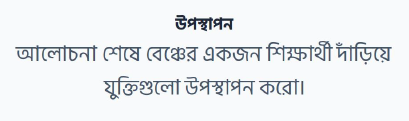 উপস্থাপন
আলোচনা শেষে বেঞ্চের একজন শিক্ষার্থী দাঁড়িয়ে
যুক্তিগুলো উপস্থাপন করো।